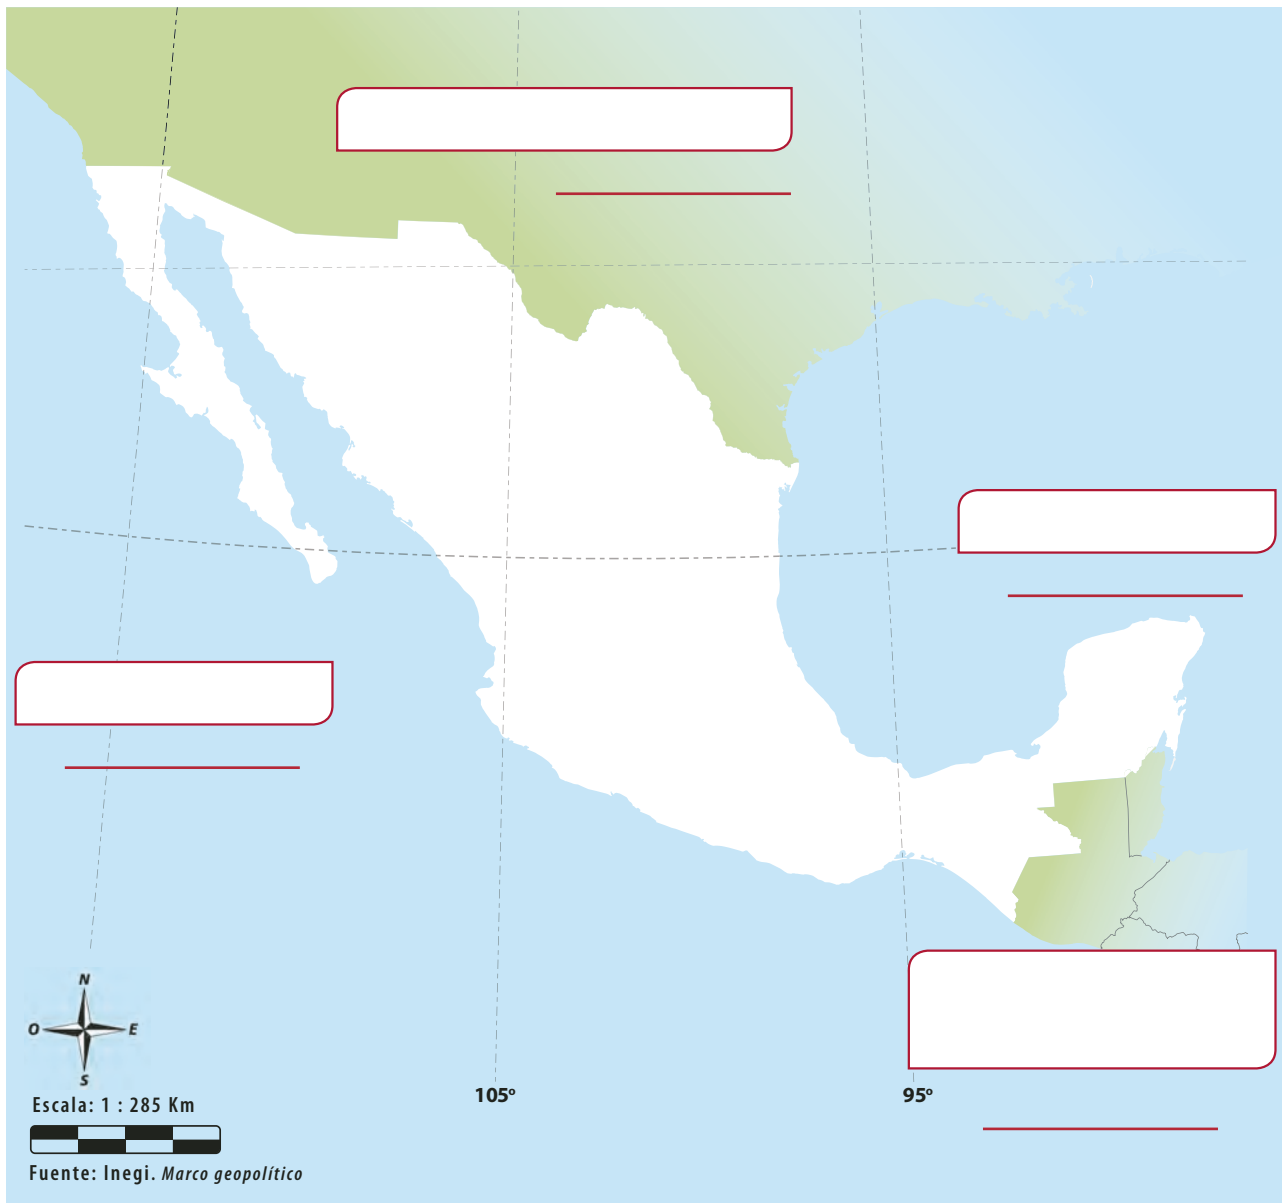 N
O E
S
105º 95º
Escala: 1 : 285 Km
Fuente: Inegi. Marco geopolítico